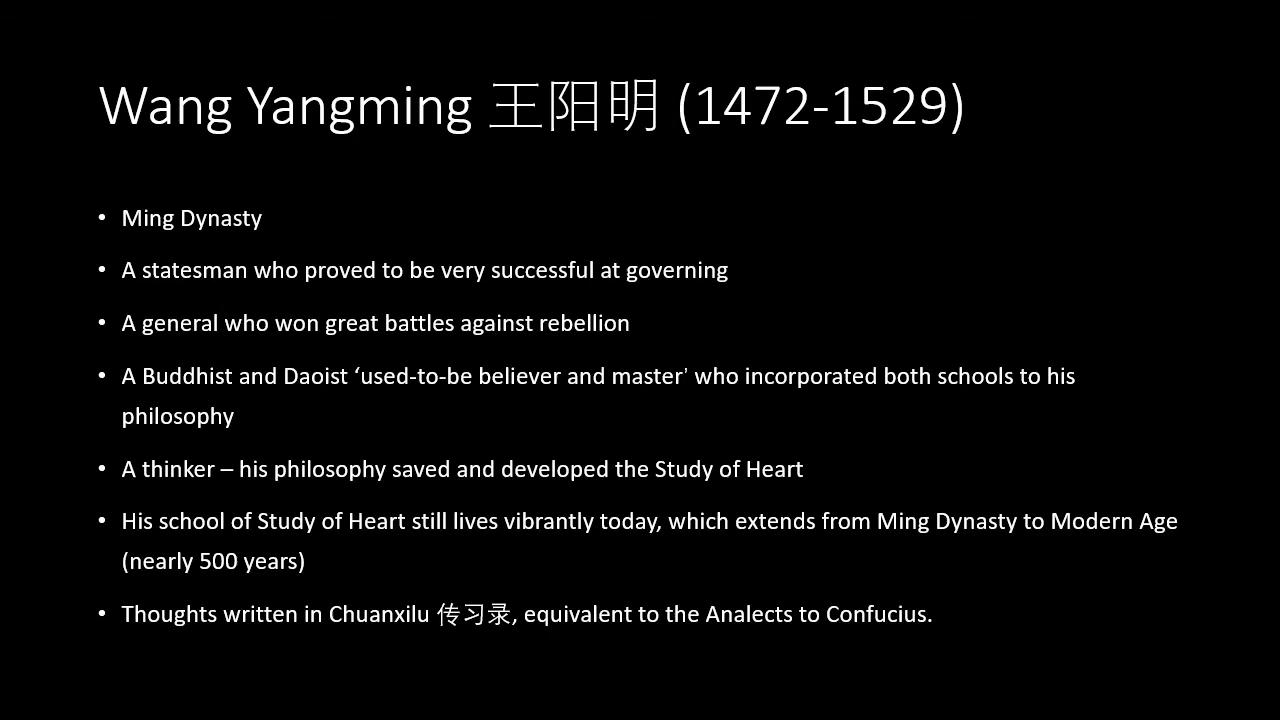 Wang Yangming 王阳明 (1472-1529)
• Ming Dynasty
• A statesman who proved to be very successful at governing
• A general who won great battles against rebellion
• A Buddhist and Daoist ‘used-to-be believer and master’ who incorporated both schools to his
philosophy
• A thinker – his philosophy saved and developed the Study of Heart
• His school of Study of Heart still lives vibrantly today, which extends from Ming Dynasty to Modern Age
(nearly 500 years)
• Thoughts written in Chuanxilu 传习录, equivalent to the Analects to Confucius.